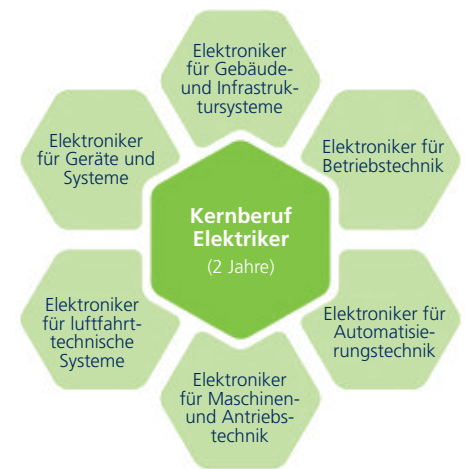 Elektroniker
für Gebäude-
und Infrastruk-
tursysteme
Elektroniker
für Geräte und
Systeme
Elektroniker für
Betriebstechnik
Kernberuf
Elektriker
(2 Jahre)
Elektroniker
für luftfahrt-
technische
Systeme
Elektroniker für
Automatisie-
rungstechnik
Elektroniker
für Maschinen-
und Antriebs-
technik